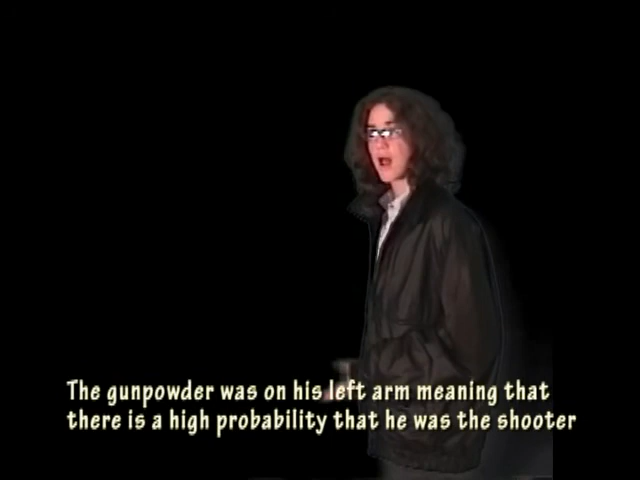 The gunpowder was on his left arm meaning that
there is a high probability that he was the shooter